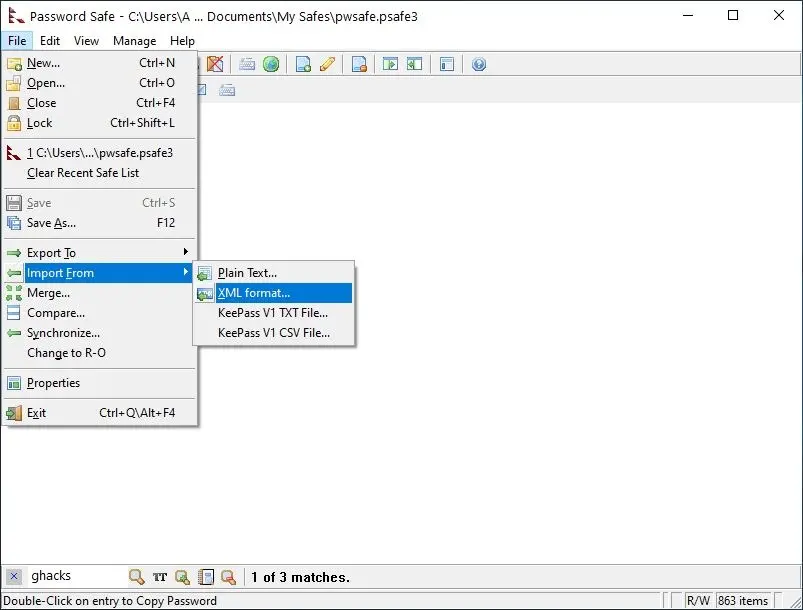 Password Safe - C:\Users\A ... Documents\My Safes\pwsafe.psafe3
File Edit View Manage Help
New... Ctrl+N
Open... Ctrl+O
Close Ctrl+F4
Lock Ctrl+Shift+L
1 C:\Users\...\pwsafe.psafe3
Clear Recent Safe List
Save Ctrl+S
Save As... F12
Export To
Import From
Plain Text...
XML format...
KeePass V1 TXT File...
KeePass V1 CSV File...
Merge...
Compare...
Synchronize...
Change to R-O
Properties
Exit Ctrl+Q\Alt+F4
ghacks TT 1 of 3 matches.
Double-Click on entry to Copy Password R/W 863 items